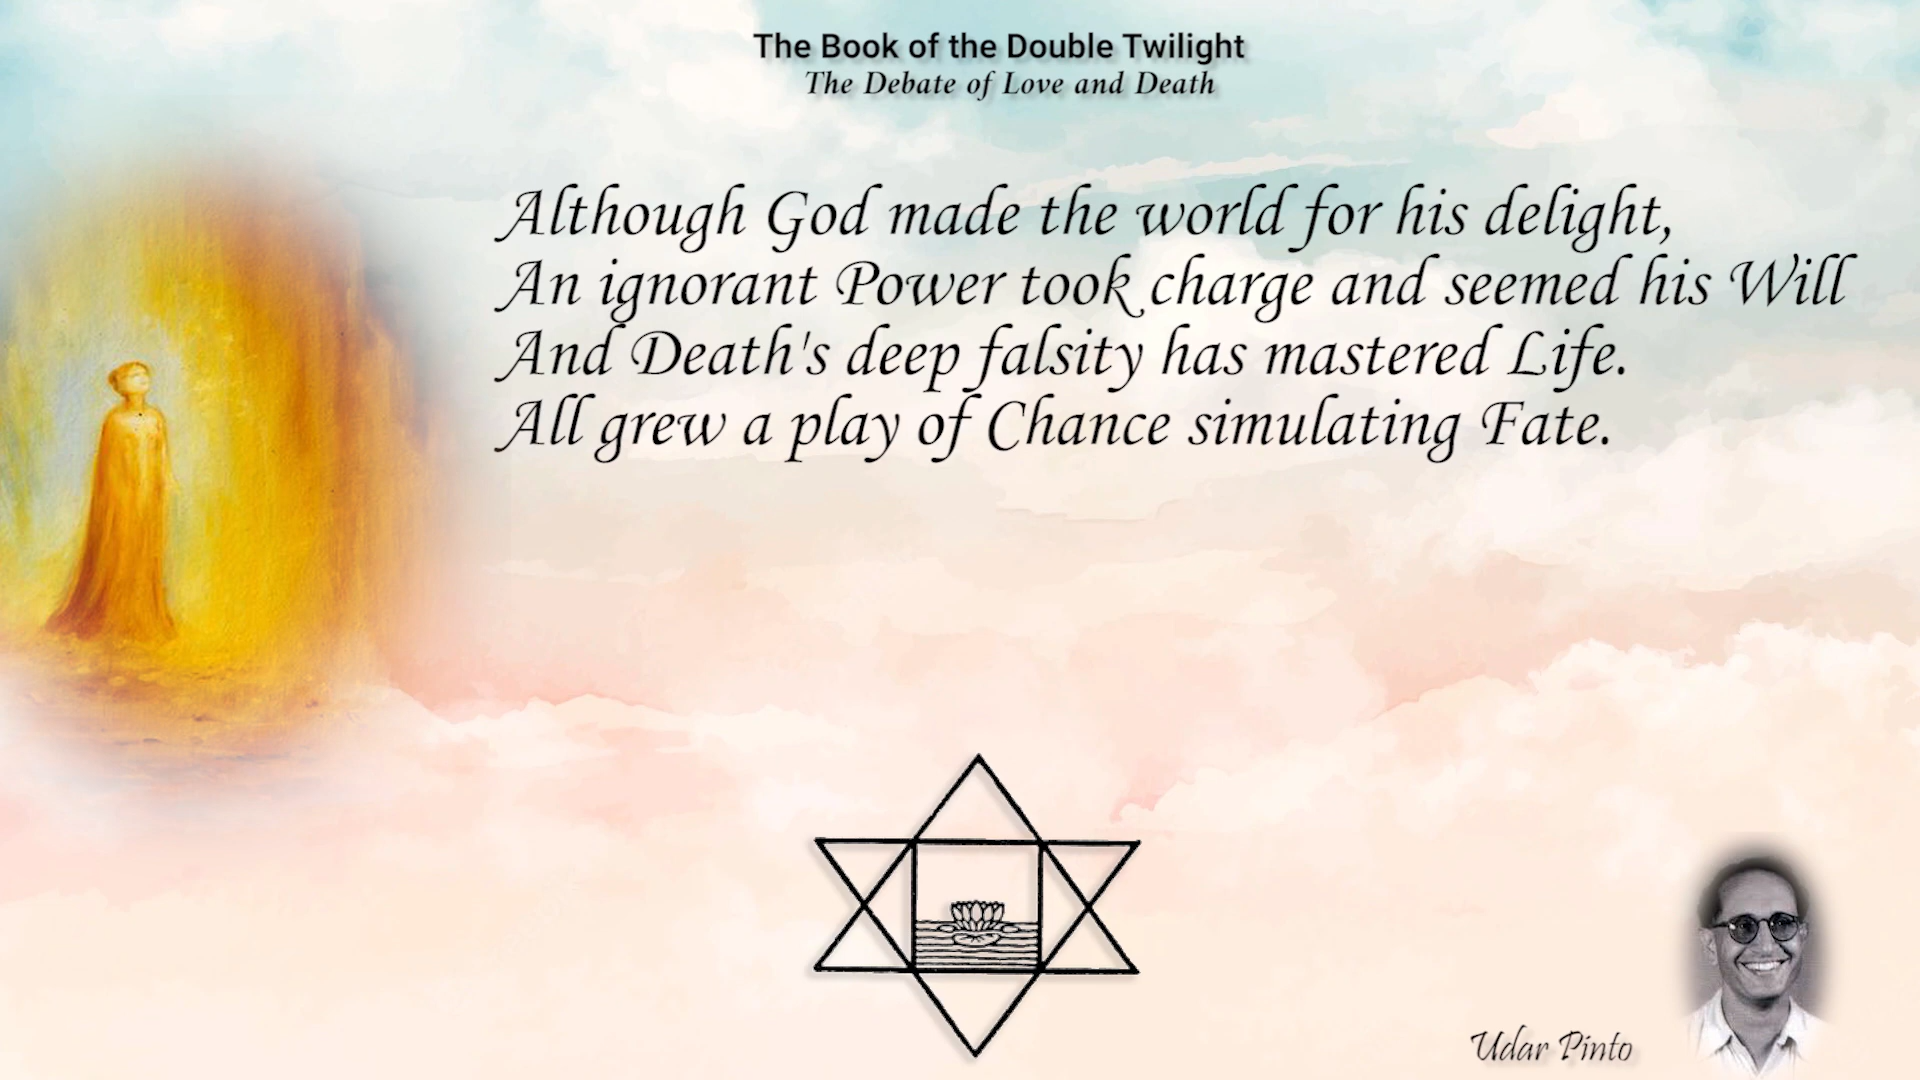 The Book of the Double Twilight
The Debate of Love and Death
Although God made the world for his delight,
An ignorant Power took charge and seemed his Will
And Death's deep falsity has mastered Life.
All grew a play of Chance simulating Fate.
Udar Pinto